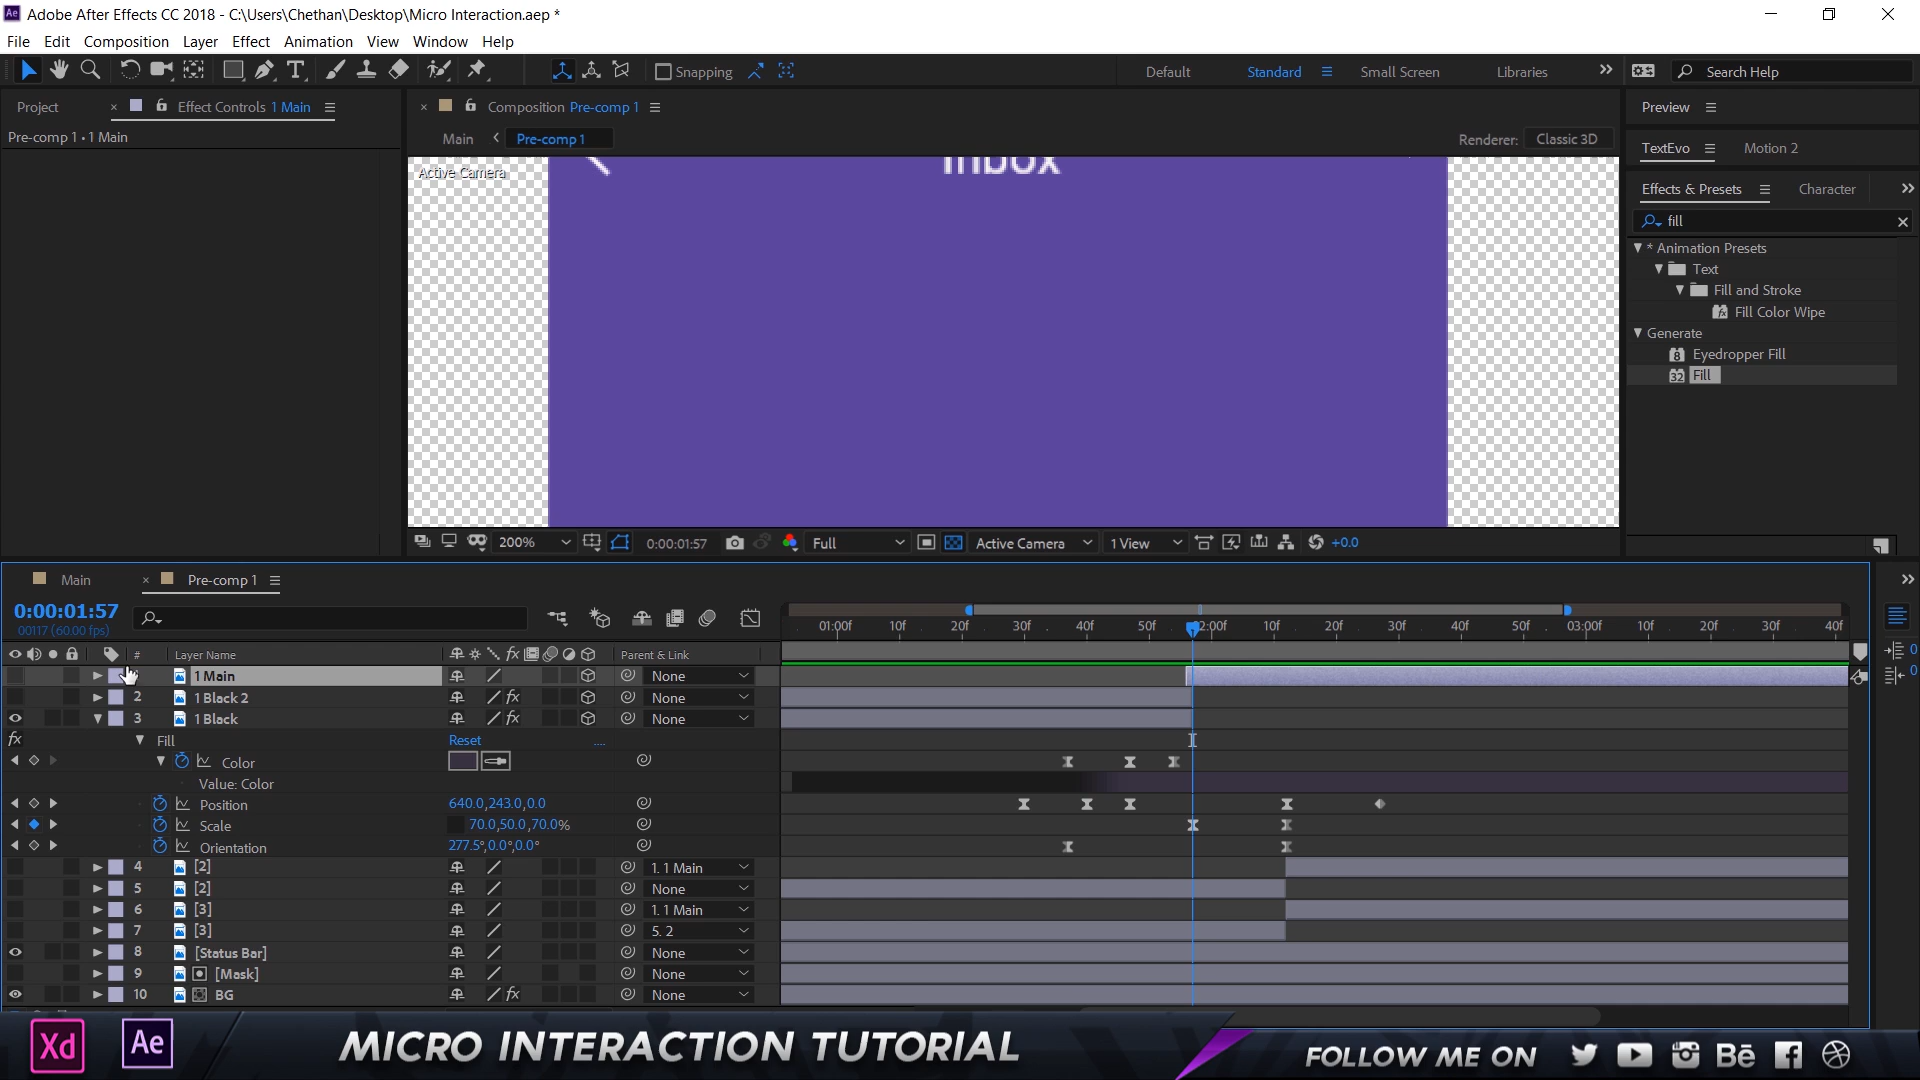 Ae Adobe After Effects CC 2018 - C:\Users\Chethan\Desktop\Micro Interaction.aep *
File Edit Composition Layer Effect Animation View Window Help
Snapping Default Standard Small Screen Libraries Search Help
Project Effect Controls 1 Main
Pre-comp 1 • 1 Main
Composition Pre-comp 1
Main Pre-comp 1
Renderer: Classic 3D
Active Camera
Inbox
200% 0:00:01:57 Full Active Camera 1 View +0.0
Preview
TextEvo Motion 2
Effects & Presets Character
fill
* Animation Presets
Text
Fill and Stroke
Fill Color Wipe
Generate
Eyedropper Fill
Fill
Main Pre-comp 1
0:00:01:57
00117 (60.00 fps)
01:00f 10f 20f 30f 40f 50f 02:00f 10f 20f 30f 40f 50f 03:00f 10f 20f 30f 40f
# Layer Name Parent & Link
1 Main None
2 1 Black 2 None
3 1 Black None
Fill Reset ....
Color
Value: Color
Position 640.0,243.0,0.0
Scale 70.0,50.0,70.0%
Orientation 277.5°,0.0°,0.0°
4 [2] 1. 1 Main
5 [2] None
6 [3] 1. 1 Main
7 [3] 5. 2
8 [Status Bar] None
9 [Mask] None
10 BG None
0
0
Xd Ae MICRO INTERACTION TUTORIAL FOLLOW ME ON Bē